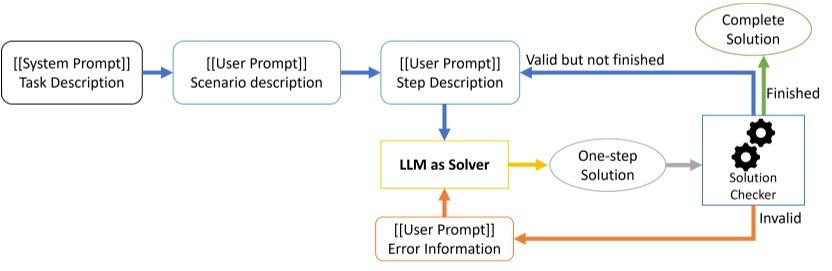 [[System Prompt]]
Task Description
[[User Prompt]]
Scenario description
[[User Prompt]]
Step Description
Valid but not finished
Complete
Solution
Finished
LLM as Solver
One-step
Solution
Solution
Checker
Invalid
[[User Prompt]]
Error Information